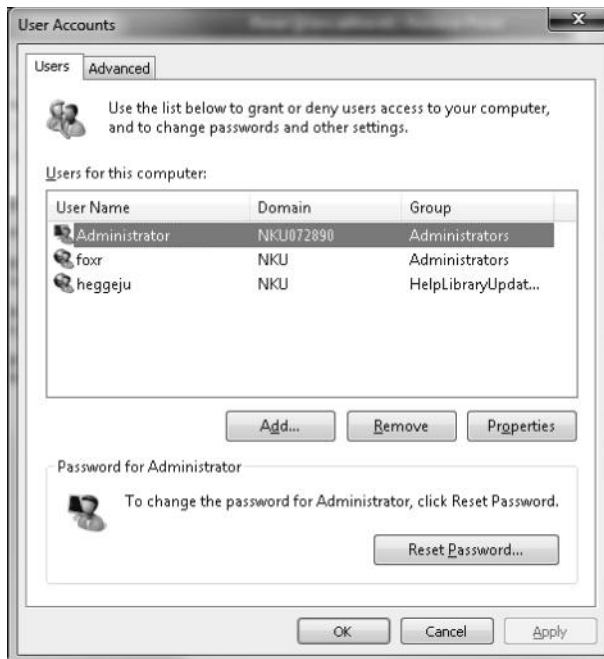 User Accounts
Users Advanced
Use the list below to grant or deny users access to your computer,
and to change passwords and other settings.
Users for this computer:
User Name Domain Group
Administrator NKU072890 Administrators
foxr NKU Administrators
heggeju NKU HelpLibraryUpdat...
Add... Remove Properties
Password for Administrator
To change the password for Administrator, click Reset Password.
Reset Password...
OK Cancel Apply